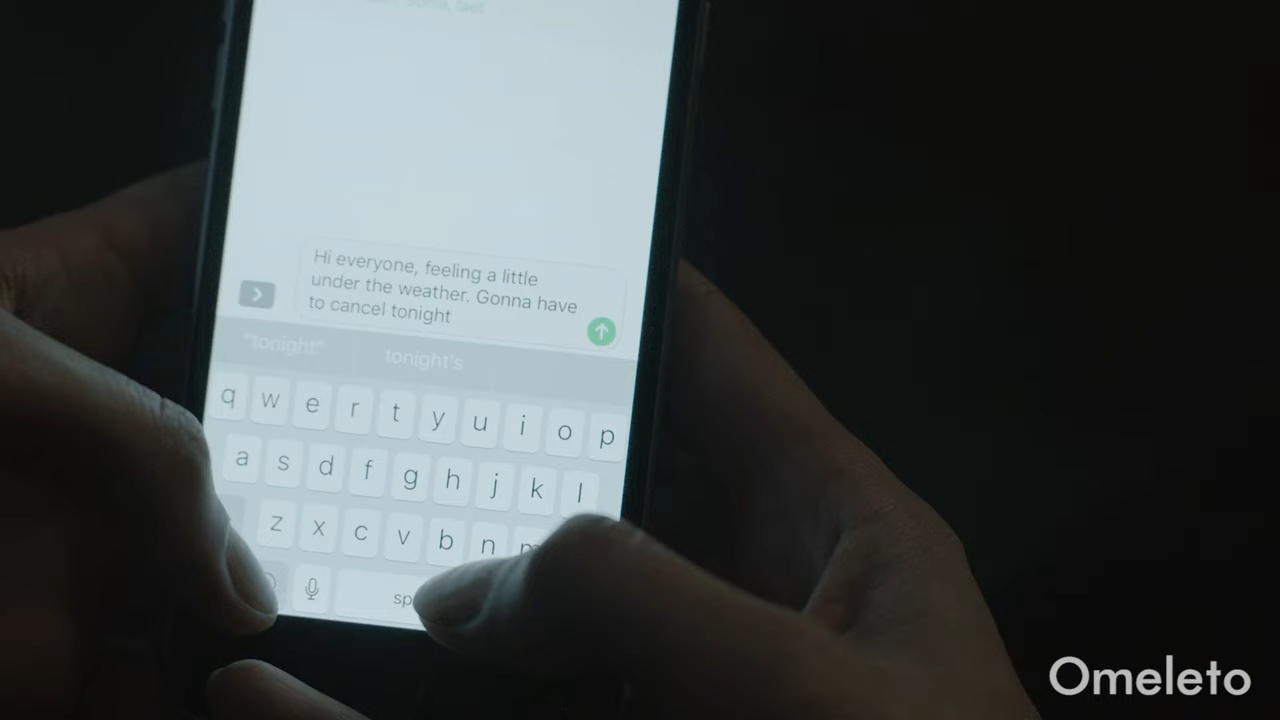 Hi everyone, feeling a little
under the weather. Gonna have
to cancel tonight
"tonight" tonight's
q w e r t y u i o p
a s d f g h j k l
z x c v b n m
Omeleto